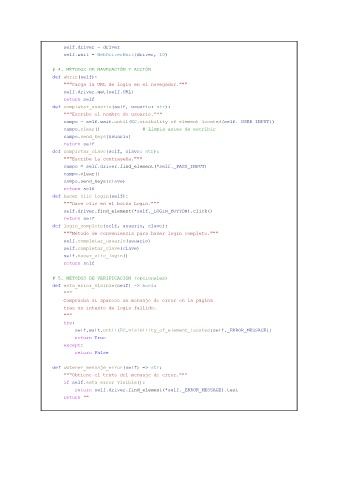 self.driver = driver
self.wait = WebDriverWait(driver, 10)
# 4. MÉTODOS DE NAVEGACIÓN Y ACCIÓN
def abrir(self):
"""Carga la URL de login en el navegador."""
self.driver.get(self.URL)
return self
def completar_usuario(self, usuario: str):
"""Escribe el nombre de usuario."""
campo = self.wait.until(EC.visibility_of_element_located(self._USER_INPUT))
campo.clear() # Limpia antes de escribir
campo.send_keys(usuario)
return self
def completar_clave(self, clave: str):
"""Escribe la contraseña."""
campo = self.driver.find_element(*self._PASS_INPUT)
campo.clear()
campo.send_keys(clave)
return self
def hacer_clic_login(self):
"""Hace clic en el botón Login."""
self.driver.find_element(*self._LOGIN_BUTTON).click()
return self
def login_completo(self, usuario, clave):
"""Método de conveniencia para hacer login completo."""
self.completar_usuario(usuario)
self.completar_clave(clave)
self.hacer_clic_login()
return self
# 5. MÉTODOS DE VERIFICACIÓN (opcionales)
def esta_error_visible(self) -> bool:
"""
Comprueba si aparece un mensaje de error en la página
tras un intento de login fallido.
"""
try:
self.wait.until(EC.visibility_of_element_located(self._ERROR_MESSAGE))
return True
except:
return False
def obtener_mensaje_error(self) -> str:
"""Obtiene el texto del mensaje de error."""
if self.esta_error_visible():
return self.driver.find_element(*self._ERROR_MESSAGE).text
return ""